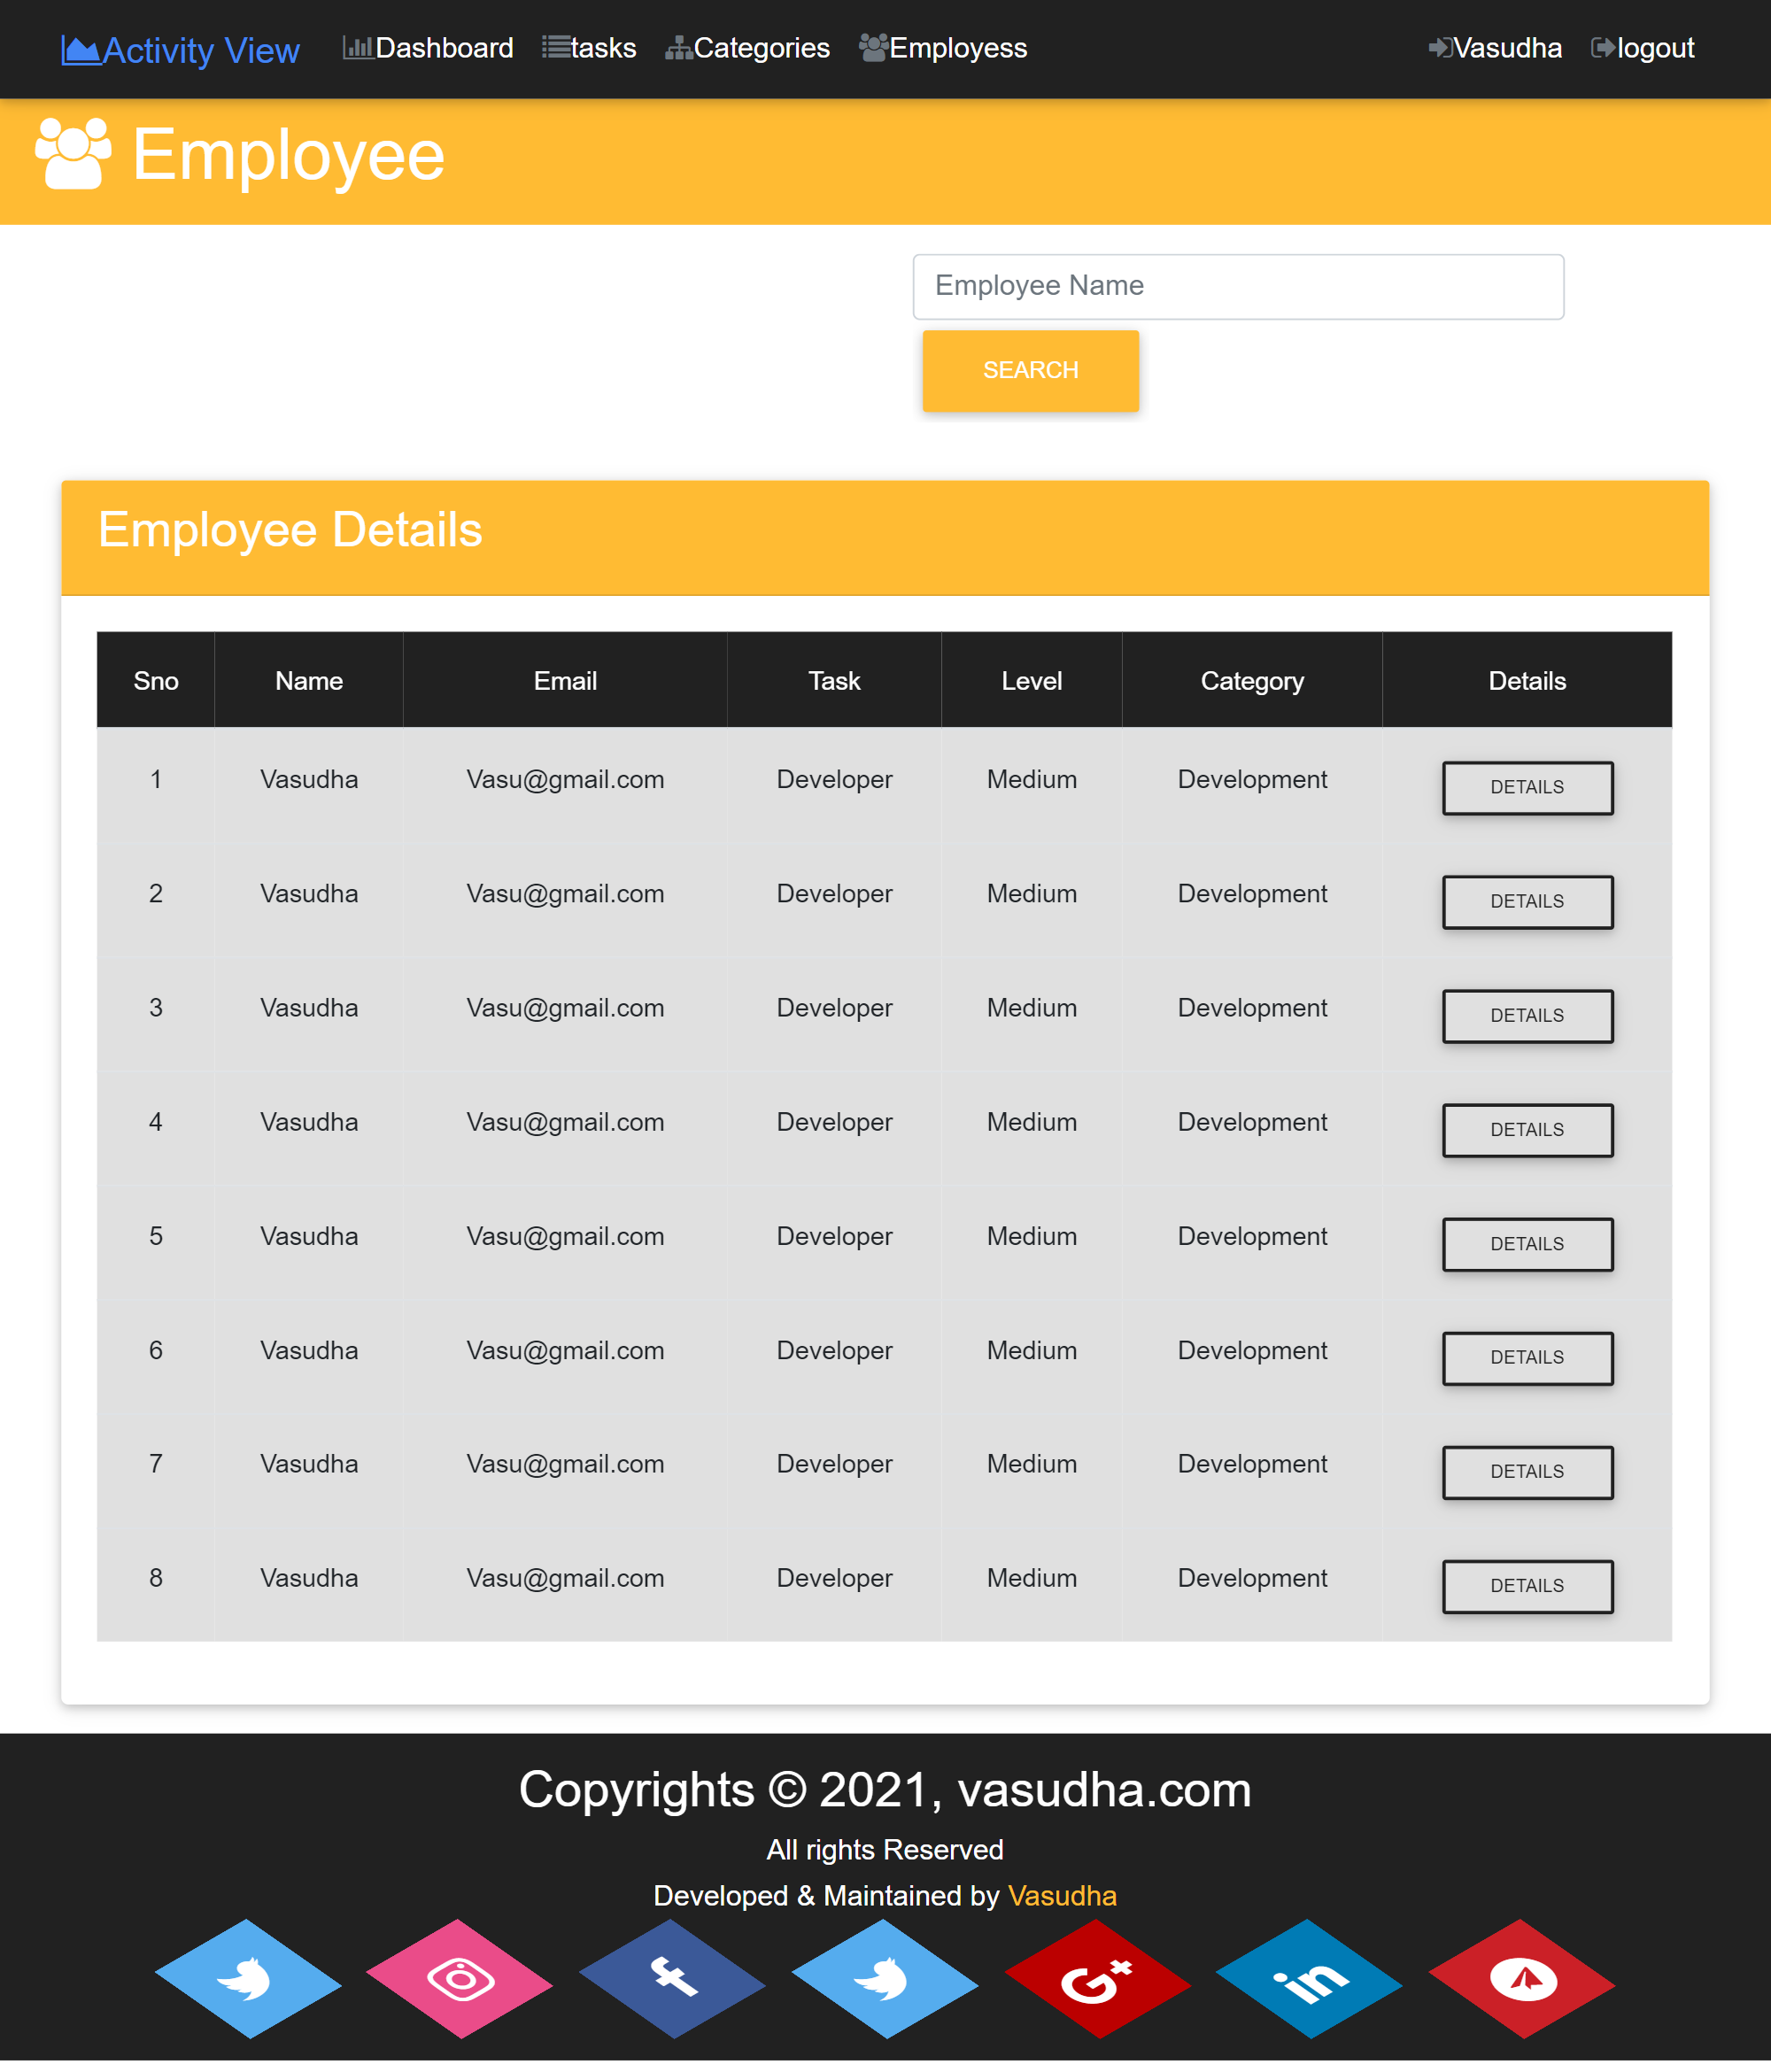 Activity View Dashboard tasks Categories Employess Vasudha logout
Employee
Employee Name
SEARCH
Employee Details
Sno Name Email Task Level Category Details
1 Vasudha Vasu@gmail.com Developer Medium Development DETAILS
2 Vasudha Vasu@gmail.com Developer Medium Development DETAILS
3 Vasudha Vasu@gmail.com Developer Medium Development DETAILS
4 Vasudha Vasu@gmail.com Developer Medium Development DETAILS
5 Vasudha Vasu@gmail.com Developer Medium Development DETAILS
6 Vasudha Vasu@gmail.com Developer Medium Development DETAILS
7 Vasudha Vasu@gmail.com Developer Medium Development DETAILS
8 Vasudha Vasu@gmail.com Developer Medium Development DETAILS
Copyrights © 2021, vasudha.com
All rights Reserved
Developed & Maintained by Vasudha